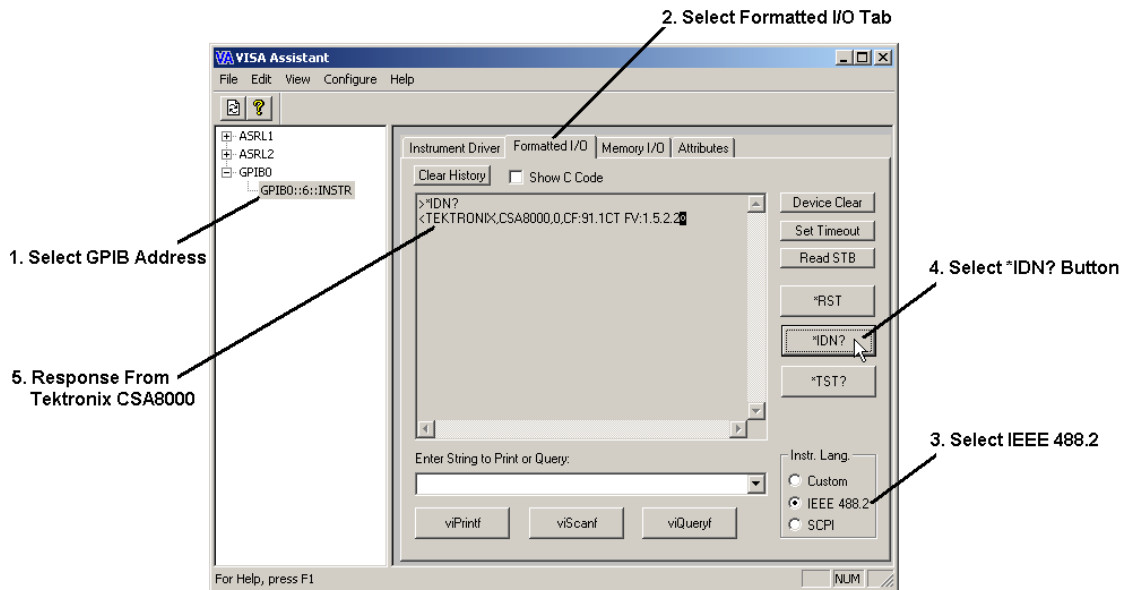 2. Select Formatted I/O Tab
VA VISA Assistant
File Edit View Configure Help
ASRL1
ASRL2
GPIB0
GPIB0::6::INSTR
Instrument Driver Formatted I/O Memory I/O Attributes
Clear History Show C Code
>*IDN?
<TEKTRONIX,CSA8000,0,CF:91.1CT FV:1.5.2.2
Device Clear
Set Timeout
Read STB
*RST
*IDN?
*TST?
1. Select GPIB Address
4. Select *IDN? Button
5. Response From
Tektronix CSA8000
3. Select IEEE 488.2
Enter String to Print or Query:
Instr. Lang.
Custom
IEEE 488.2
SCPI
viPrintf viScanf viQueryf
For Help, press F1
NUM